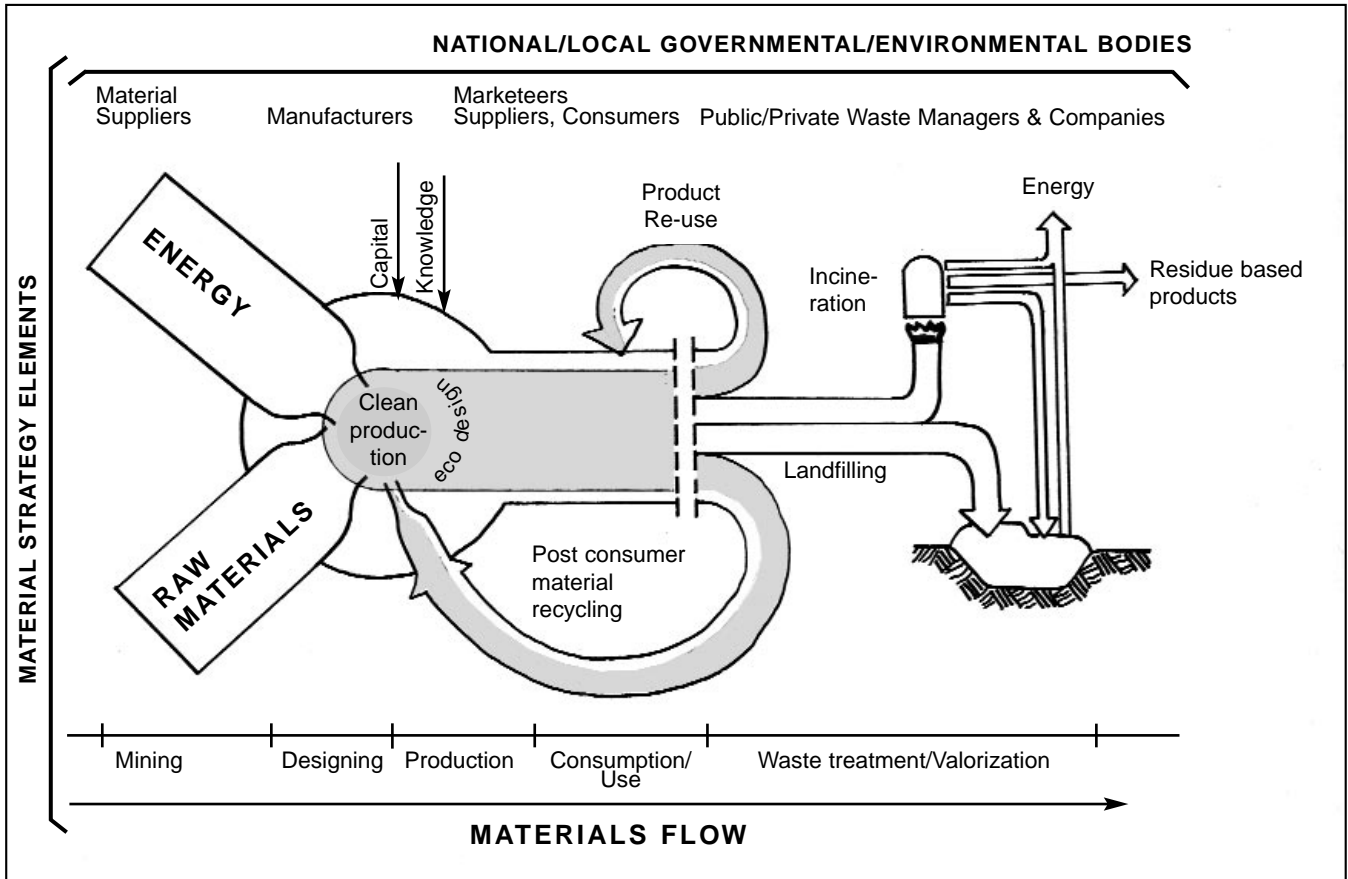 NATIONAL/LOCAL GOVERNMENTAL/ENVIRONMENTAL BODIES
Material
Suppliers
Manufacturers
Marketeers
Suppliers, Consumers
Public/Private Waste Managers & Companies
MATERIAL STRATEGY ELEMENTS
ENERGY
RAW
MATERIALS
Capital
Knowledge
Clean
produc-
tion
eco design
Product
Re-use
Post consumer
material
recycling
Incine-
ration
Landfilling
Energy
Residue based
products
Mining
Designing
Production
Consumption/
Use
Waste treatment/Valorization
MATERIALS FLOW